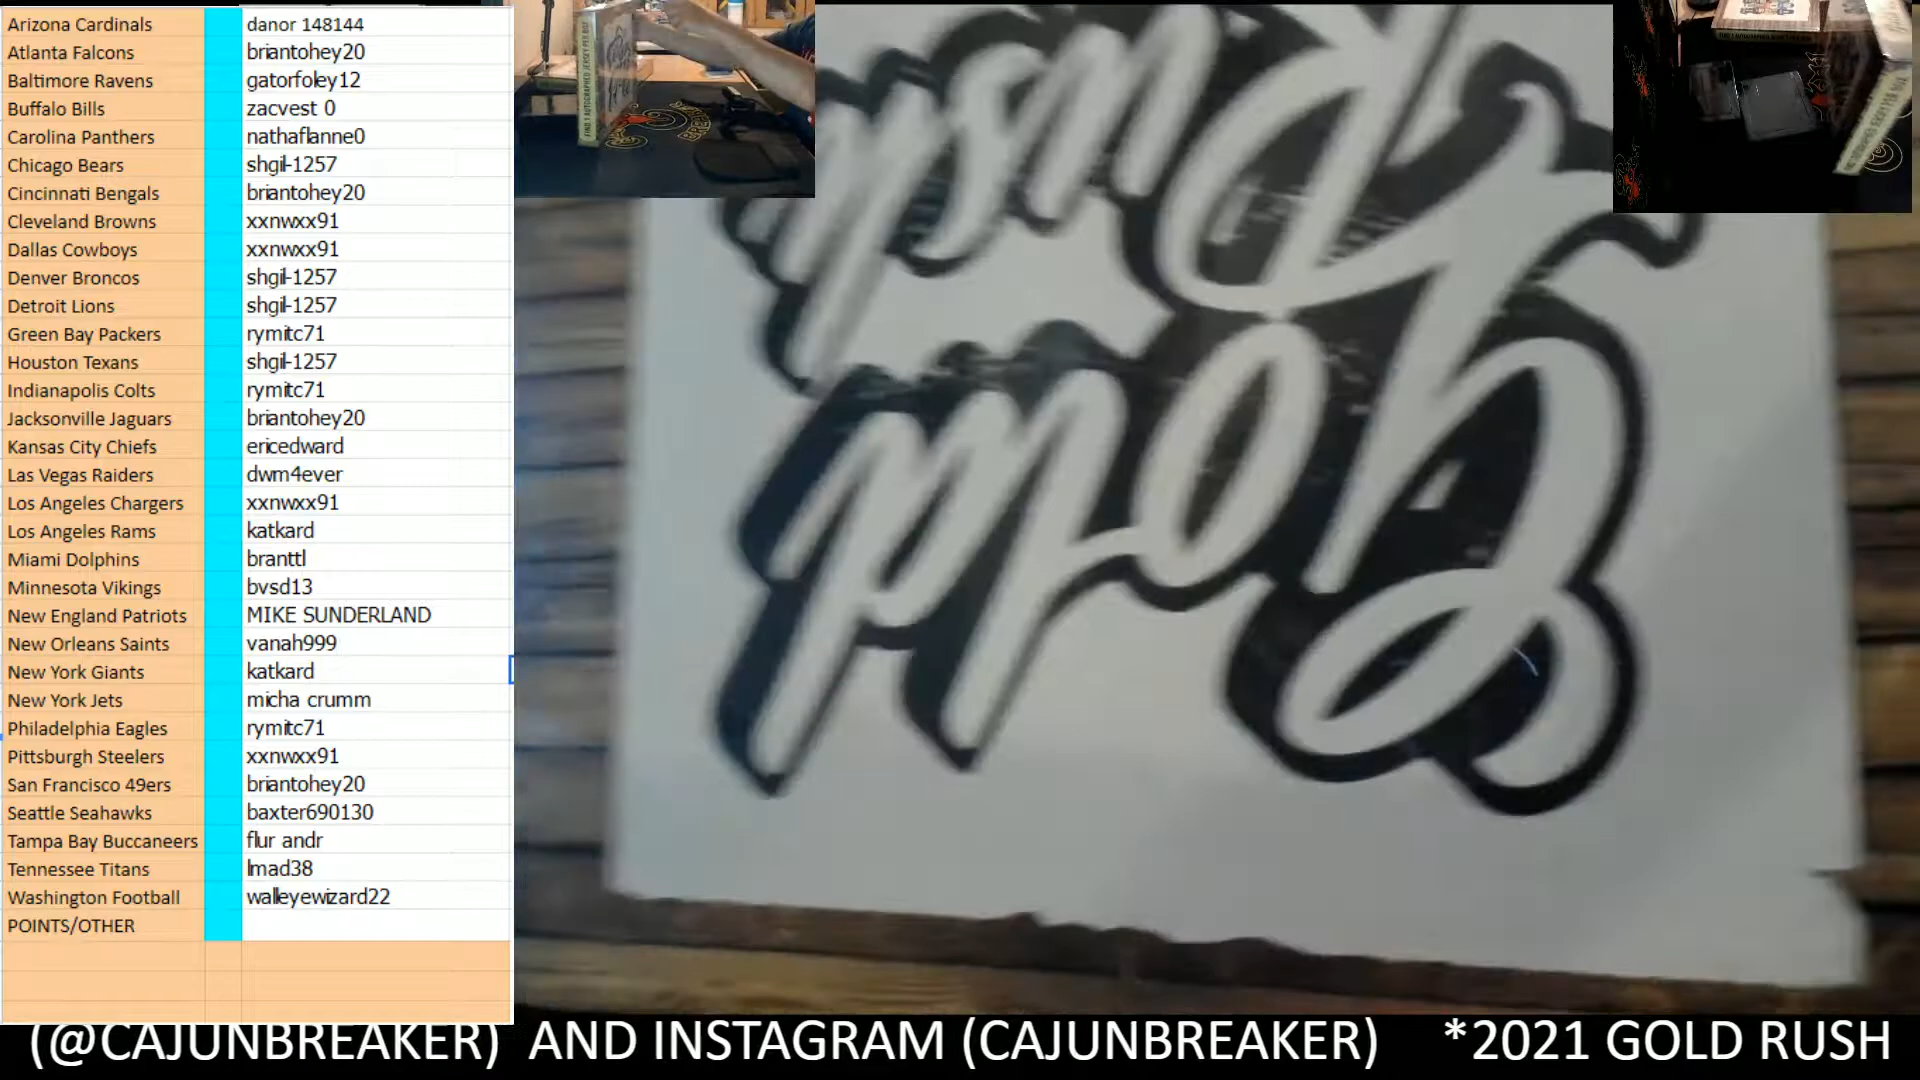 Arizona Cardinals danor 148144
Atlanta Falcons briantohey20
Baltimore Ravens gatorfoley12
Buffalo Bills zacvest 0
Carolina Panthers nathaflanne0
Chicago Bears shgil-1257
Cincinnati Bengals briantohey20
Cleveland Browns xxnwxx91
Dallas Cowboys xxnwxx91
Denver Broncos shgil-1257
Detroit Lions shgil-1257
Green Bay Packers rymitc71
Houston Texans shgil-1257
Indianapolis Colts rymitc71
Jacksonville Jaguars briantohey20
Kansas City Chiefs ericedward
Las Vegas Raiders dwm4ever
Los Angeles Chargers xxnwxx91
Los Angeles Rams katkard
Miami Dolphins branttl
Minnesota Vikings bvsd13
New England Patriots MIKE SUNDERLAND
New Orleans Saints vanah999
New York Giants katkard
New York Jets micha crumm
Philadelphia Eagles rymitc71
Pittsburgh Steelers xxnwxx91
San Francisco 49ers briantohey20
Seattle Seahawks baxter690130
Tampa Bay Buccaneers flur andr
Tennessee Titans lmad38
Washington Football walleyewizard22
POINTS/OTHER
FIND 1 AUTOGRAPHED JERSEY PER BOX
Gold
Rush
(@CAJUNBREAKER) AND INSTAGRAM (CAJUNBREAKER) *2021 GOLD RUSH